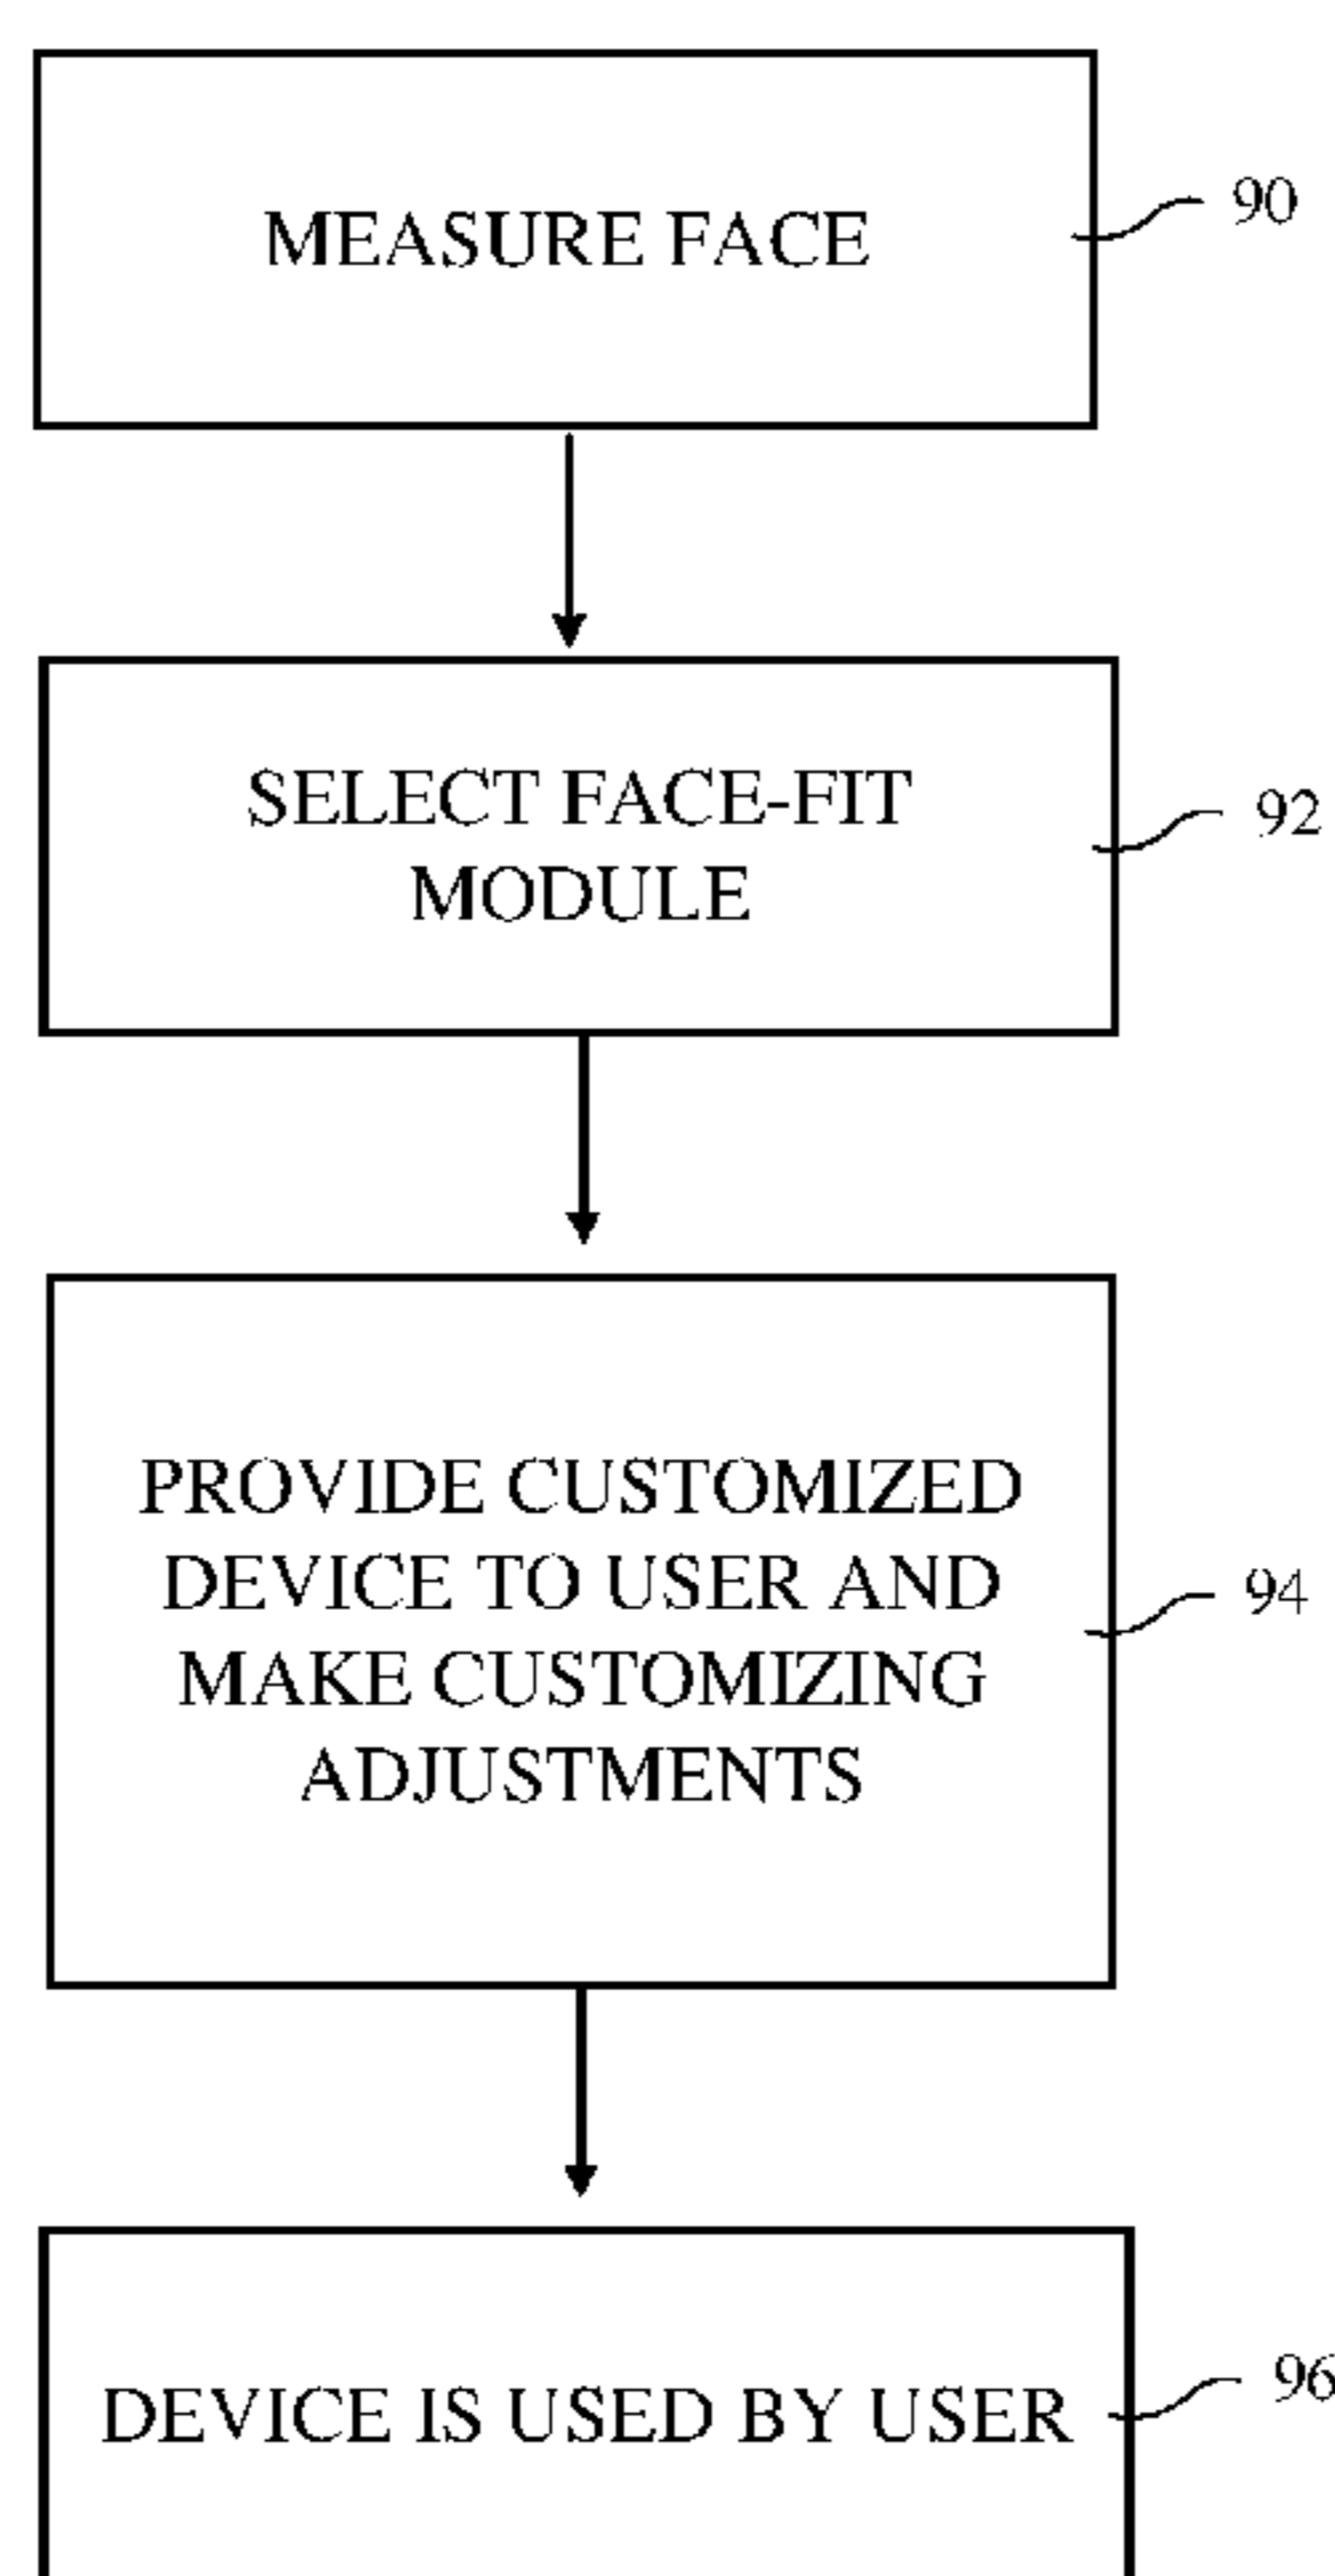 MEASURE FACE
90
SELECT FACE-FIT
MODULE
92
PROVIDE CUSTOMIZED
DEVICE TO USER AND
MAKE CUSTOMIZING
ADJUSTMENTS
94
DEVICE IS USED BY USER
96